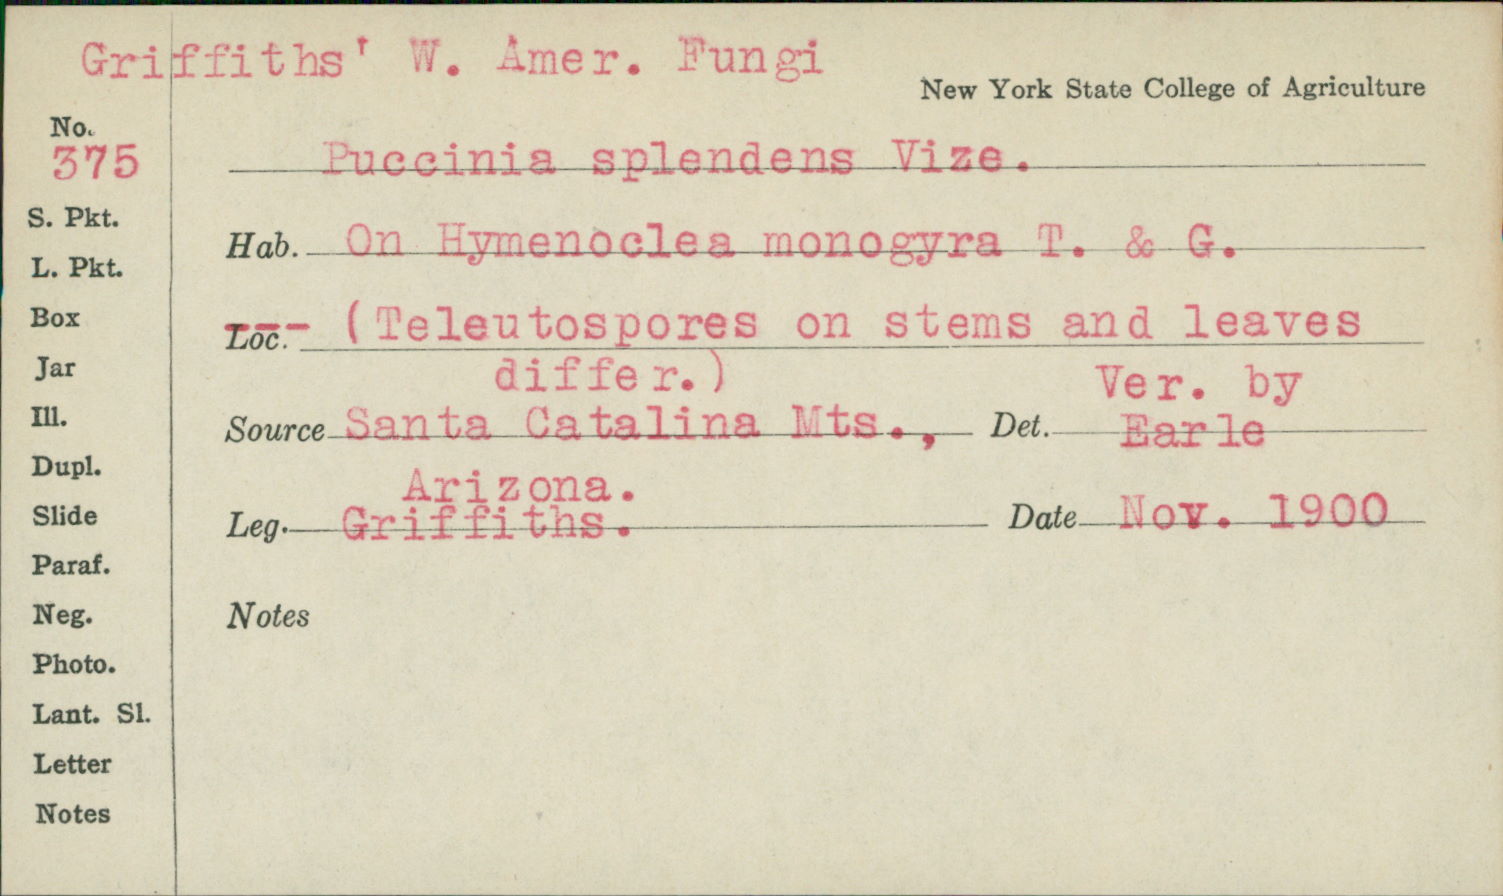 Griffiths' W. Amer. Fungi
New York State College of Agriculture
No.
375
Puccinia splendens Vize.
S. Pkt.
Hab. On Hymenoclea monogyra T. & G.
L. Pkt.
Box
Loc. --- (Teleutospores on stems and leaves
differ.)
Jar
Ver. by
Ill.
Source Santa Catalina Mts., Det. Earle
Dupl.
Arizona.
Slide
Leg. Griffiths. Date Nov. 1900
Paraf.
Neg.
Notes
Photo.
Lant. Sl.
Letter
Notes